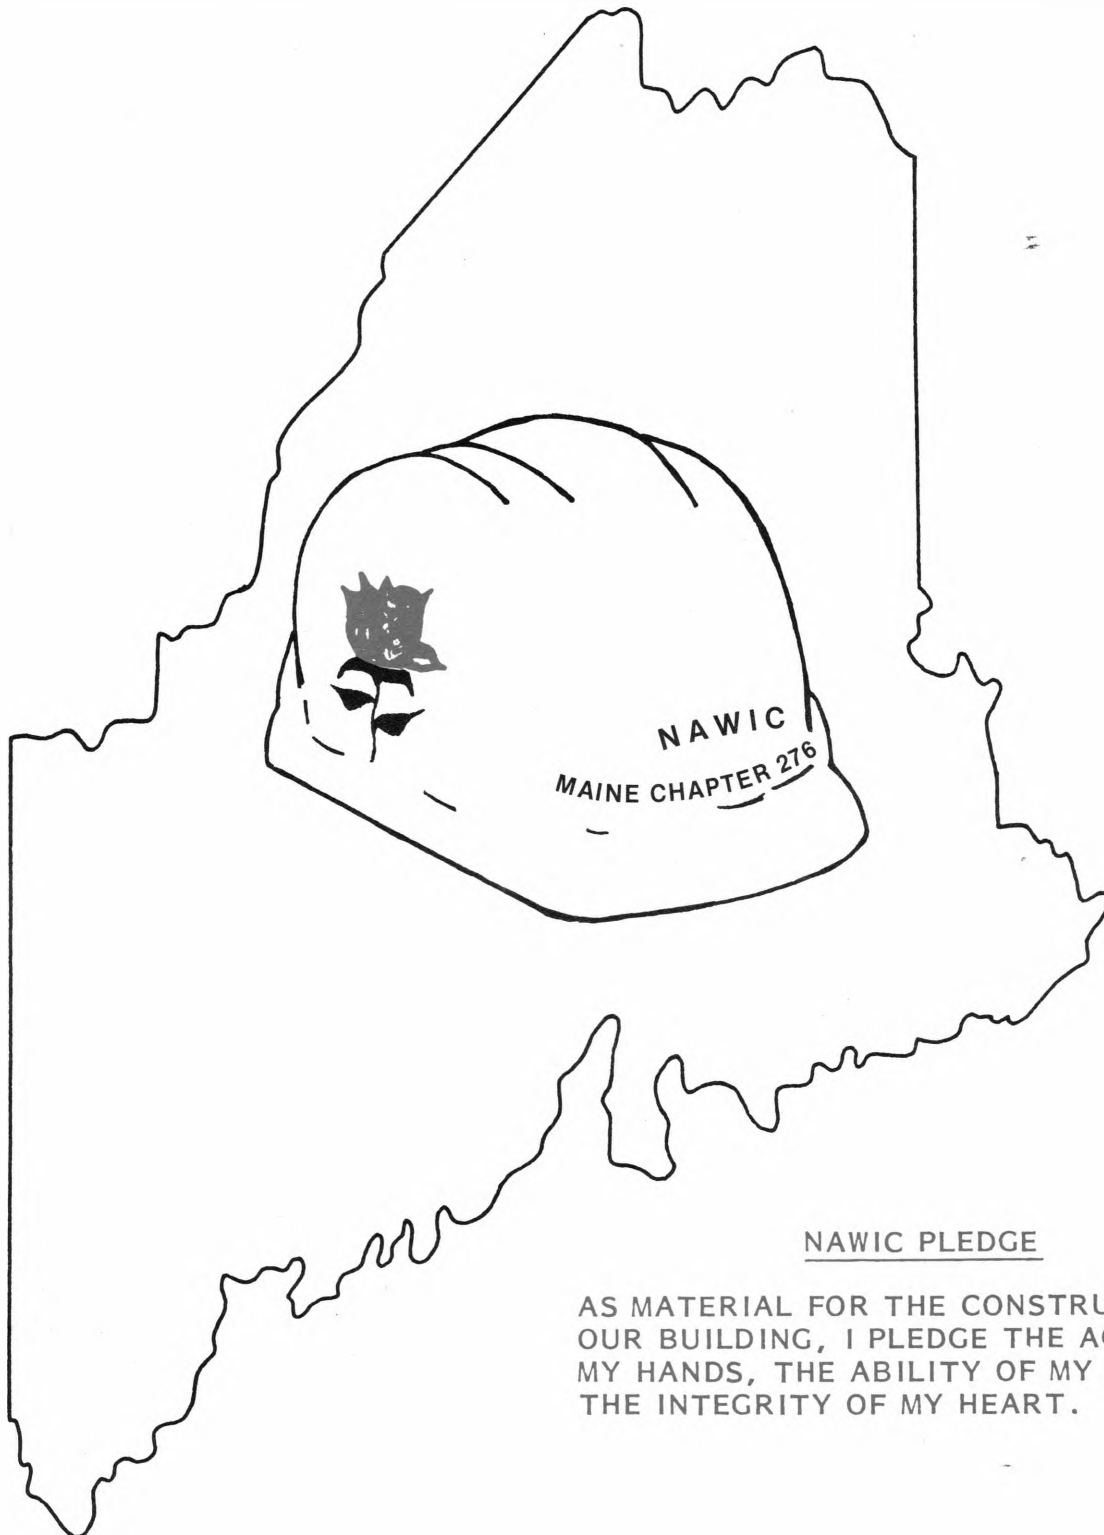 NAWIC
MAINE CHAPTER 276
NAWIC PLEDGE
AS MATERIAL FOR THE
OUR BUILDING, I PLEDGE THE
MY HANDS, THE ABILITY OF MY
THE INTEGRITY OF MY HEART.